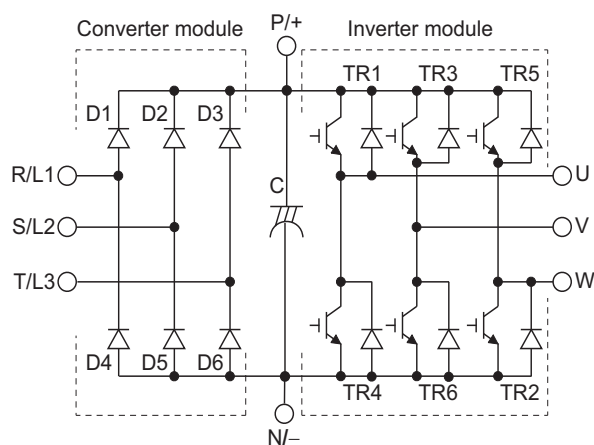 Converter module
P/+
Inverter module
TR1
TR3
TR5
D1
D2
D3
R/L1
C
U
S/L2
V
T/L3
W
D4
D5
D6
TR4
TR6
TR2
N/−